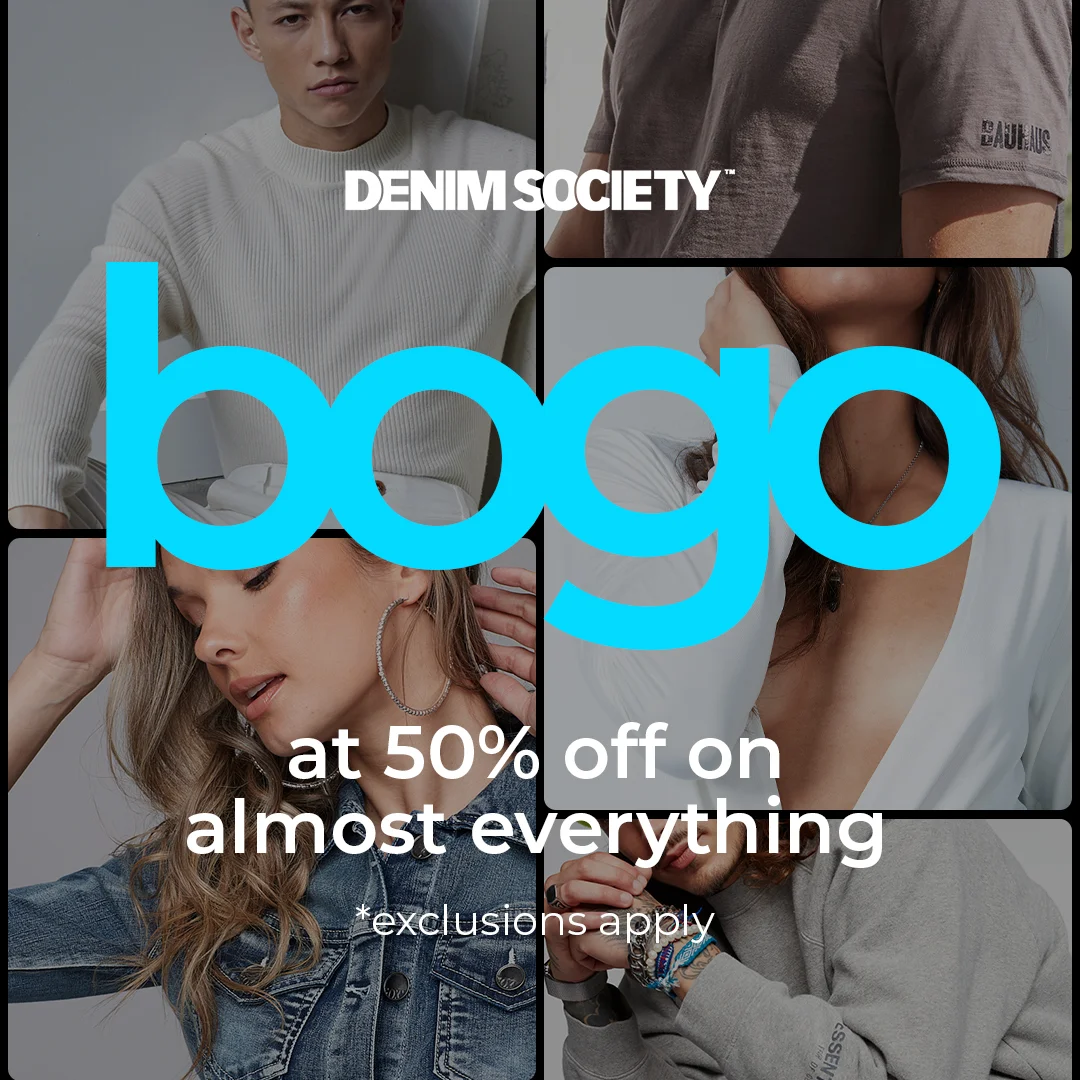 BAUHAUS
DENIM SOCIETY™
bogo
at 50% off on
almost everything
*exclusions apply